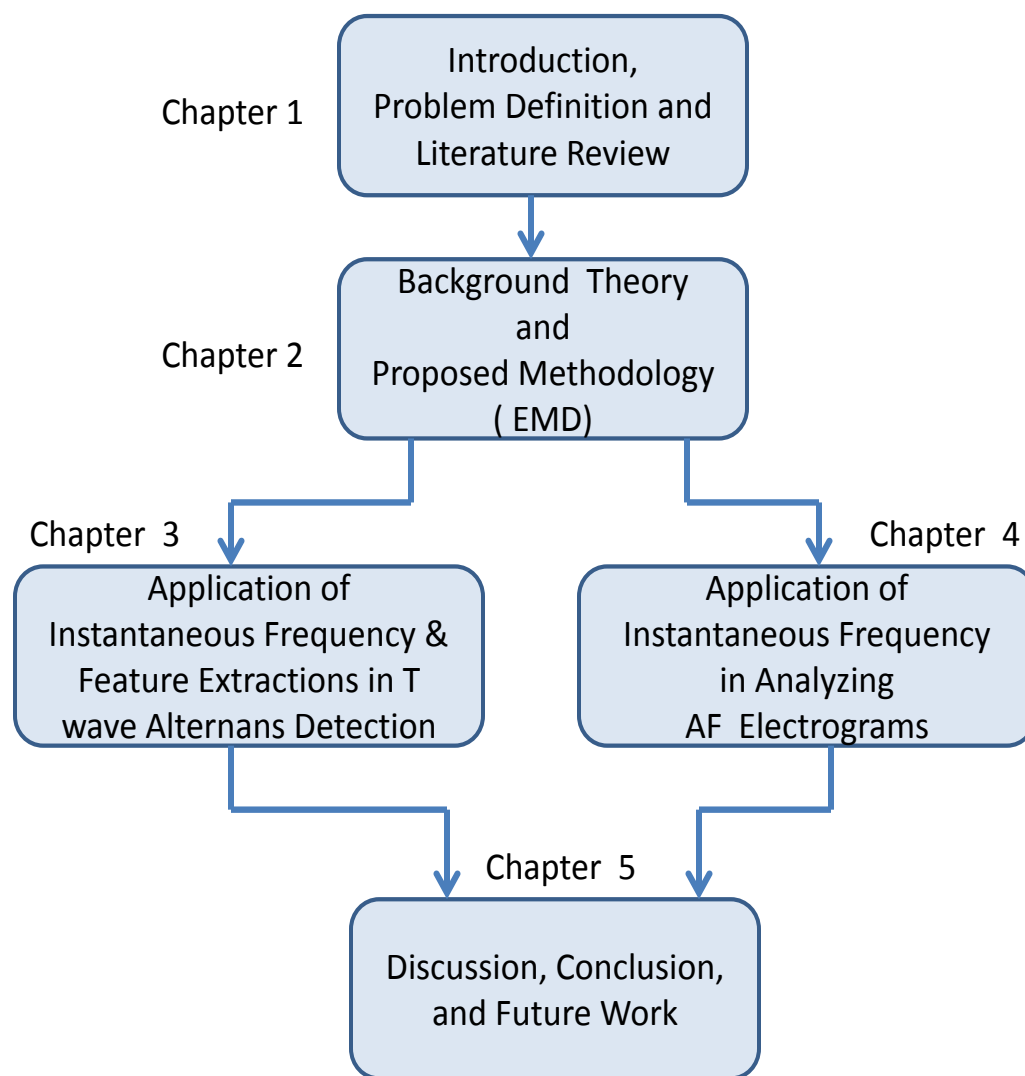 Chapter 1
Introduction,
Problem Definition and
Literature Review
Chapter 2
Background Theory
and
Proposed Methodology
( EMD)
Chapter 3
Application of
Instantaneous Frequency &
Feature Extractions in T
wave Alternans Detection
Chapter 4
Application of
Instantaneous Frequency
in Analyzing
AF Electrograms
Chapter 5
Discussion, Conclusion,
and Future Work